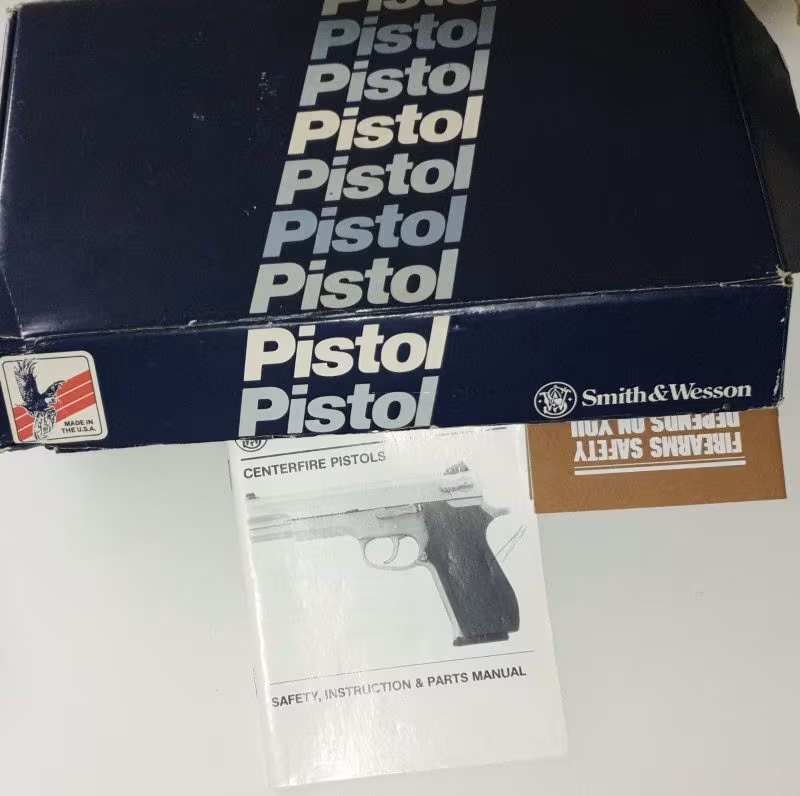 Pistol
Pistol
Pistol
Pistol
Pistol
Pistol
Pistol
Pistol
Pistol
MADE IN
THE U.S.A.
Smith & Wesson
FIREARMS SAFETY
DEPENDS ON YOU
CENTERFIRE PISTOLS
SAFETY, INSTRUCTION & PARTS MANUAL